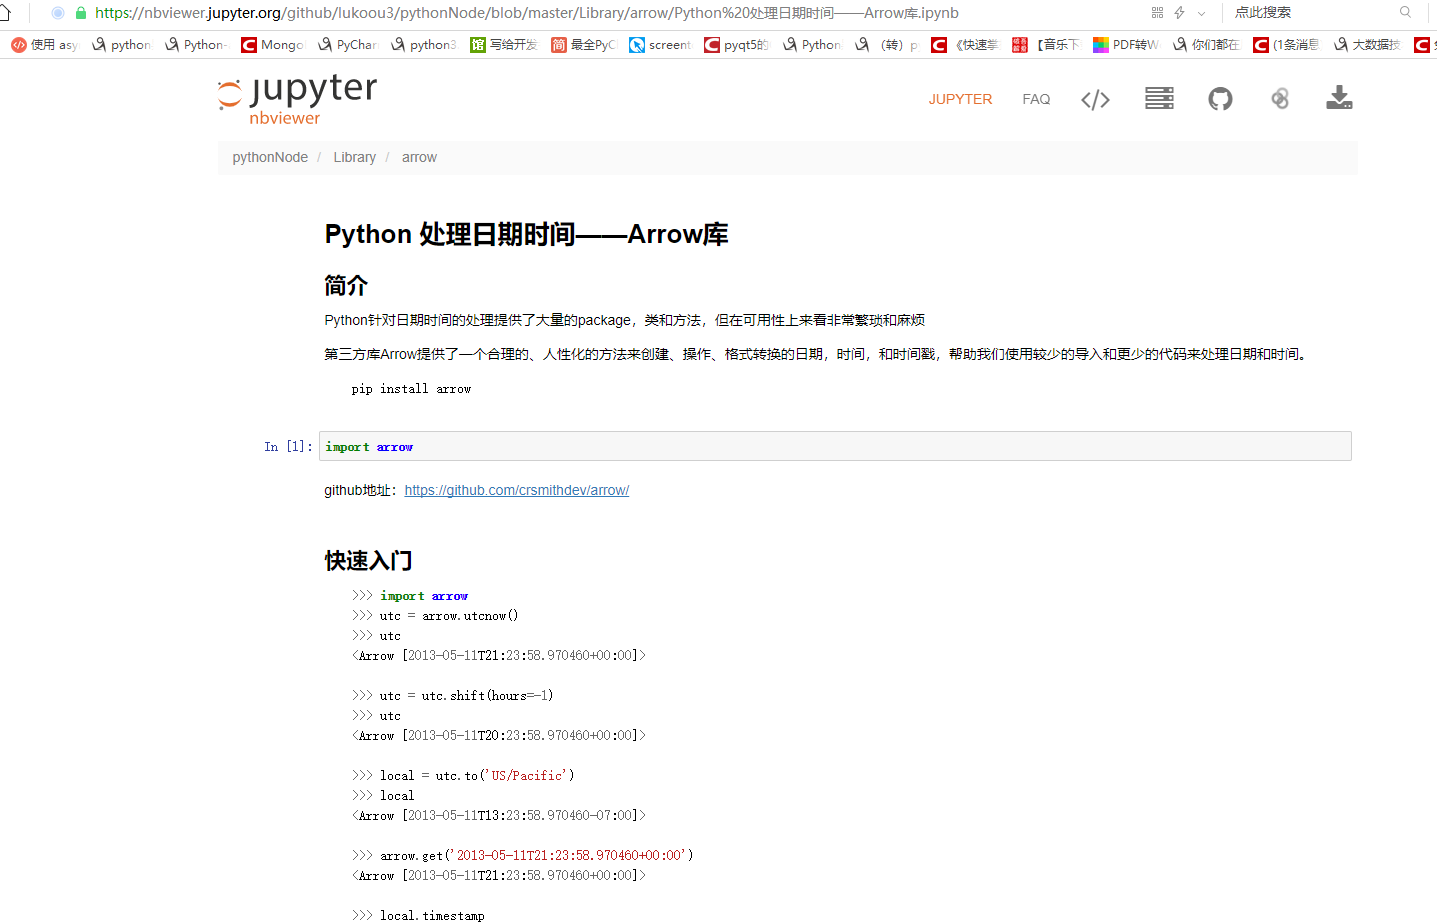 https://nbviewer.jupyter.org/github/lukoou3/pythonNode/blob/master/Library/arrow/Python%20处理日期时间——Arrow库.ipynb 点此搜索
使用 asy python Python- Mongo PyChar python3 写给开发 最全PyC screent pyqt5的 Python (转) p 《快速掌 【音乐下 PDF转W 你们都在 (1条消息 大数据技
jupyter
nbviewer
JUPYTER FAQ
pythonNode / Library / arrow
Python 处理日期时间——Arrow库
简介
Python针对日期时间的处理提供了大量的package，类和方法，但在可用性上来看非常繁琐和麻烦
第三方库Arrow提供了一个合理的、人性化的方法来创建、操作、格式转换的日期，时间，和时间戳，帮助我们使用较少的导入和更少的代码来处理日期和时间。
pip install arrow
In [1]: import arrow
github地址：https://github.com/crsmithdev/arrow/
快速入门
>>> import arrow
>>> utc = arrow.utcnow()
>>> utc
<Arrow [2013-05-11T21:23:58.970460+00:00]>
>>> utc = utc.shift(hours=-1)
>>> utc
<Arrow [2013-05-11T20:23:58.970460+00:00]>
>>> local = utc.to('US/Pacific')
>>> local
<Arrow [2013-05-11T13:23:58.970460-07:00]>
>>> arrow.get('2013-05-11T21:23:58.970460+00:00')
<Arrow [2013-05-11T21:23:58.970460+00:00]>
>>> local.timestamp